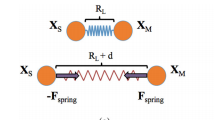 R_L
X_S X_M
R_L + d
X_S X_M
-F_spring F_spring